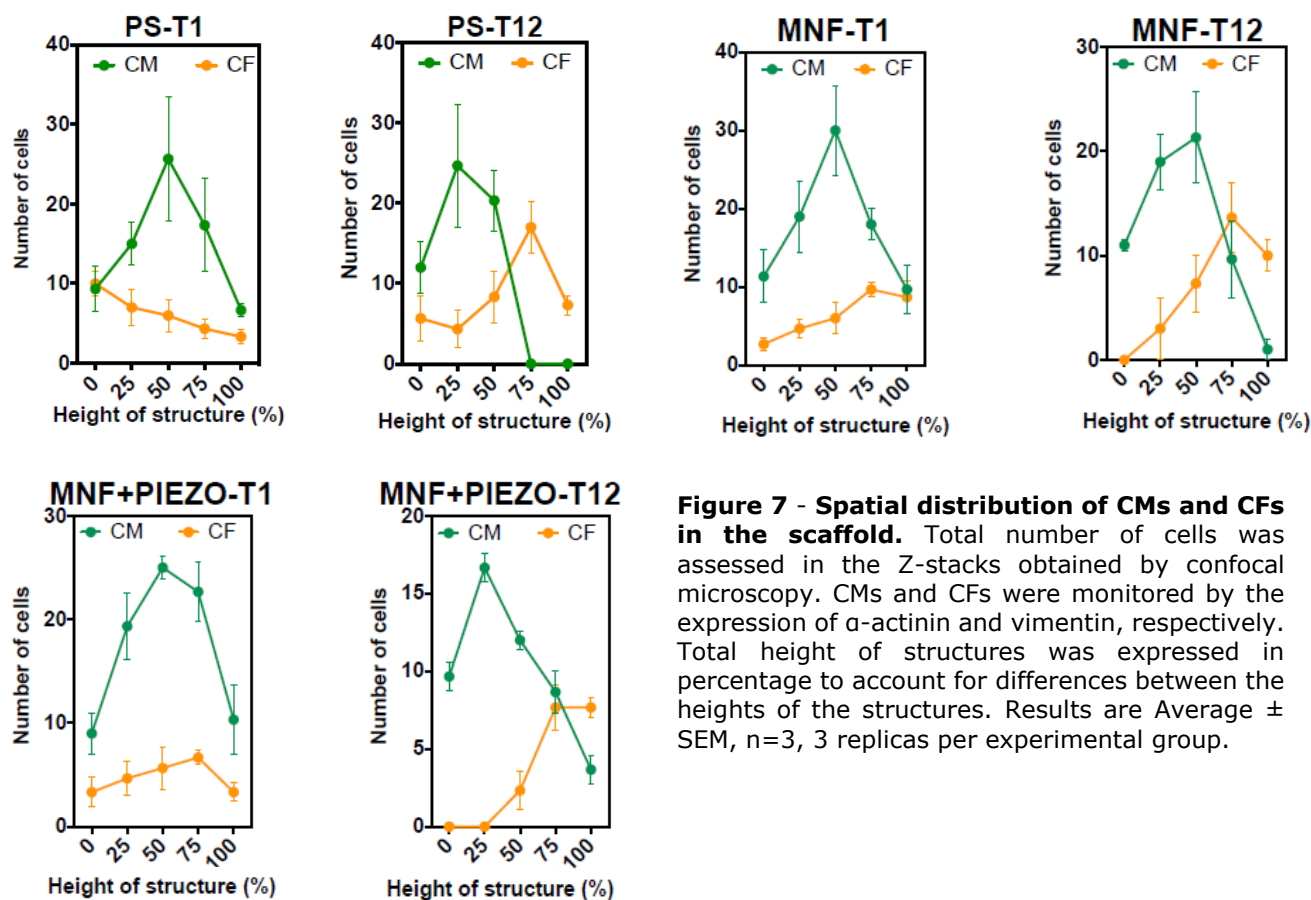 PS-T1
40
30
20
10
0
CM
CF
Number of cells
0
25
50
75
100
Height of structure (%)
PS-T12
40
30
20
10
0
CM
CF
Number of cells
0
25
50
75
100
Height of structure (%)
MNF-T1
40
30
20
10
0
CM
CF
Number of cells
0
25
50
75
100
Height of structure (%)
MNF-T12
30
20
10
0
CM
CF
Number of cells
0
25
50
75
100
Height of structure (%)
MNF+PIEZO-T1
30
20
10
0
CM
CF
Number of cells
0
25
50
75
100
Height of structure (%)
MNF+PIEZO-T12
20
15
10
5
0
CM
CF
Number of cells
0
25
50
75
100
Height of structure (%)
Figure 7 - Spatial distribution of CMs and CFs
in the scaffold. Total number of cells was
assessed in the Z-stacks obtained by confocal
microscopy. CMs and CFs were monitored by the
expression of α-actinin and vimentin, respectively.
Total height of structures was expressed in
percentage to account for differences between the
heights of the structures. Results are Average ±
SEM, n=3, 3 replicas per experimental group.